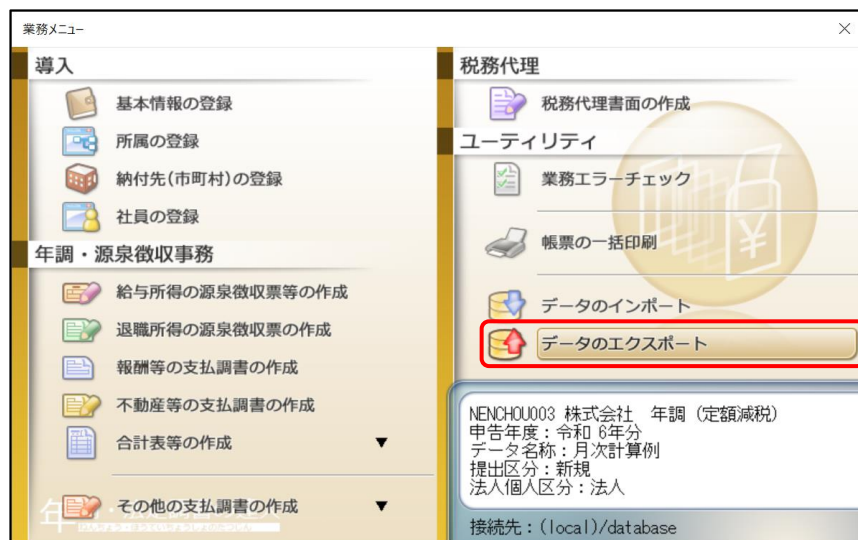 業務メニュー
導入
基本情報の登録
所属の登録
納付先(市町村)の登録
社員の登録
年調・源泉徴収事務
給与所得の源泉徴収票等の作成
退職所得の源泉徴収票の作成
報酬等の支払調書の作成
不動産等の支払調書の作成
合計表等の作成 ▼
その他の支払調書の作成 ▼
税務代理
税務代理書面の作成
ユーティリティ
業務エラーチェック
帳票の一括印刷
データのインポート
データのエクスポート
NENCHOU003 株式会社 年調（定額減税）
申告年度：令和 6年分
データ名称：月次計算例
提出区分：新規
法人個人区分：法人
接続先：(local)/database